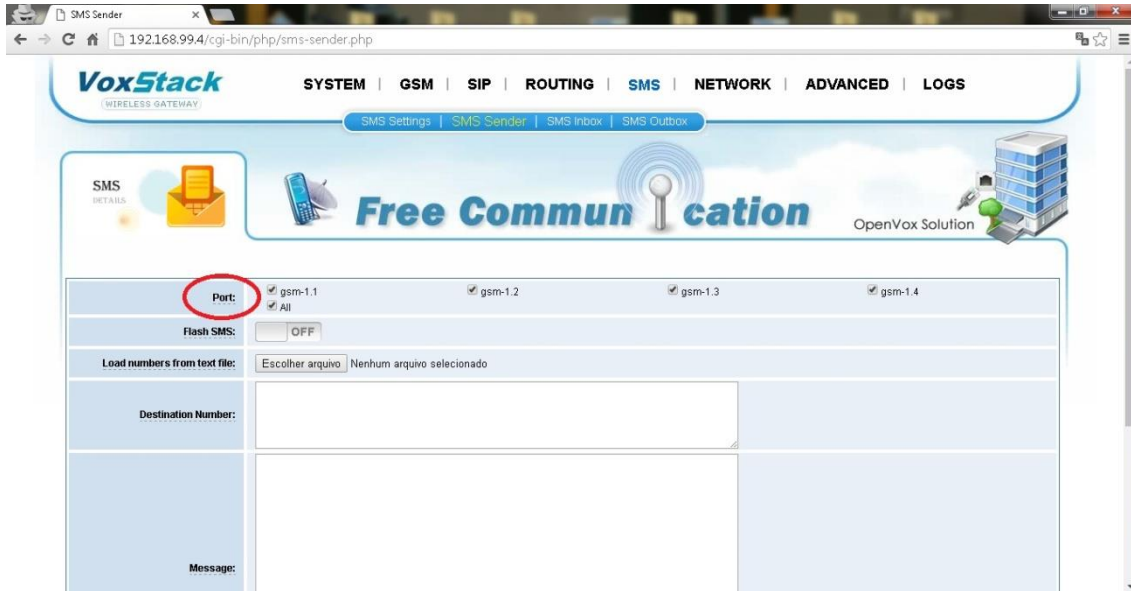 SMS Sender
192.168.99.4/cgi-bin/php/sms-sender.php
VoxStack
WIRELESS GATEWAY
SYSTEM | GSM | SIP | ROUTING | SMS | NETWORK | ADVANCED | LOGS
SMS Settings | SMS Sender | SMS Inbox | SMS Outbox
SMS
DETAILS
Free Commun cation
OpenVox Solution
Port: gsm-1.1 gsm-1.2 gsm-1.3 gsm-1.4
All
Flash SMS: OFF
Load numbers from text file: Escolher arquivo Nenhum arquivo selecionado
Destination Number:
Message: